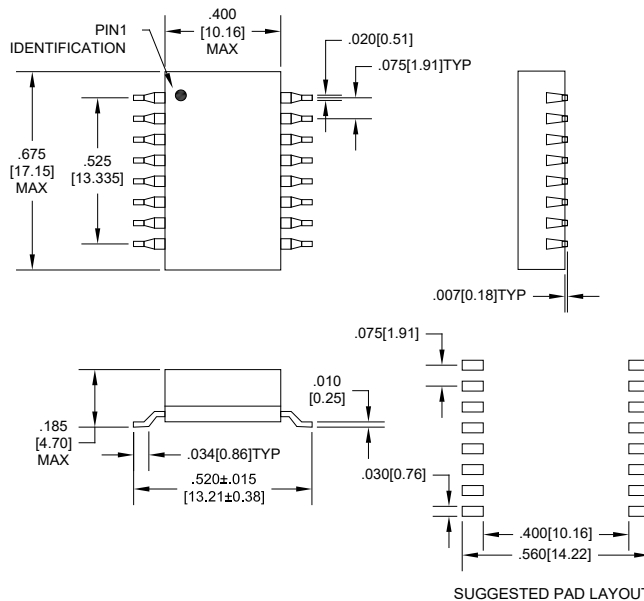 .400
[10.16]
MAX
PIN1
IDENTIFICATION
.020[0.51]
.075[1.91]TYP
.675
[17.15]
MAX
.525
[13.335]
.007[0.18]TYP
.075[1.91]
.185
[4.70]
MAX
.010
[0.25]
.034[0.86]TYP
.520±.015
[13.21±0.38]
.030[0.76]
.400[10.16]
.560[14.22]
SUGGESTED PAD LAYOUT